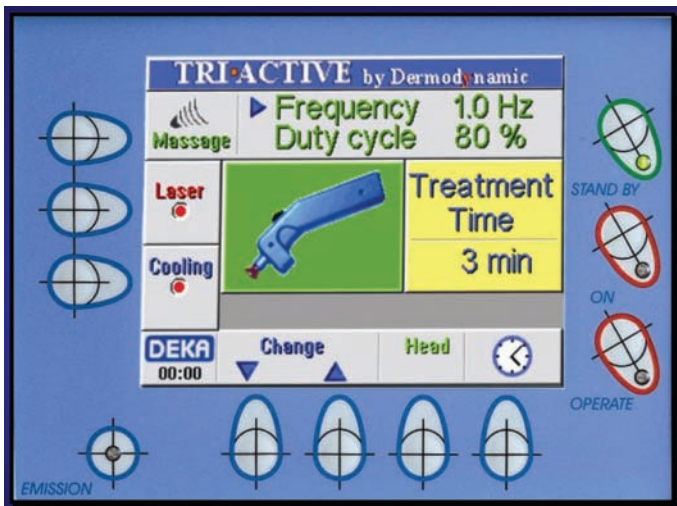 TRI•ACTIVE by Dermodynamic
Massage
Frequency 1.0 Hz
Duty cycle 80 %
Laser
Cooling
Treatment
Time
3 min
DEKA
00:00
Change
Head
STAND BY
ON
OPERATE
EMISSION